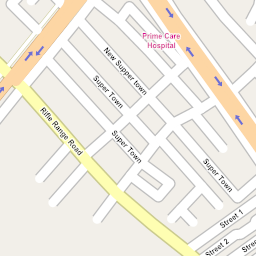 Prime Care
Hospital
New Supper town
Super Town
Rifle Range Road
Super Town
Super Town
Street 1
Street 2